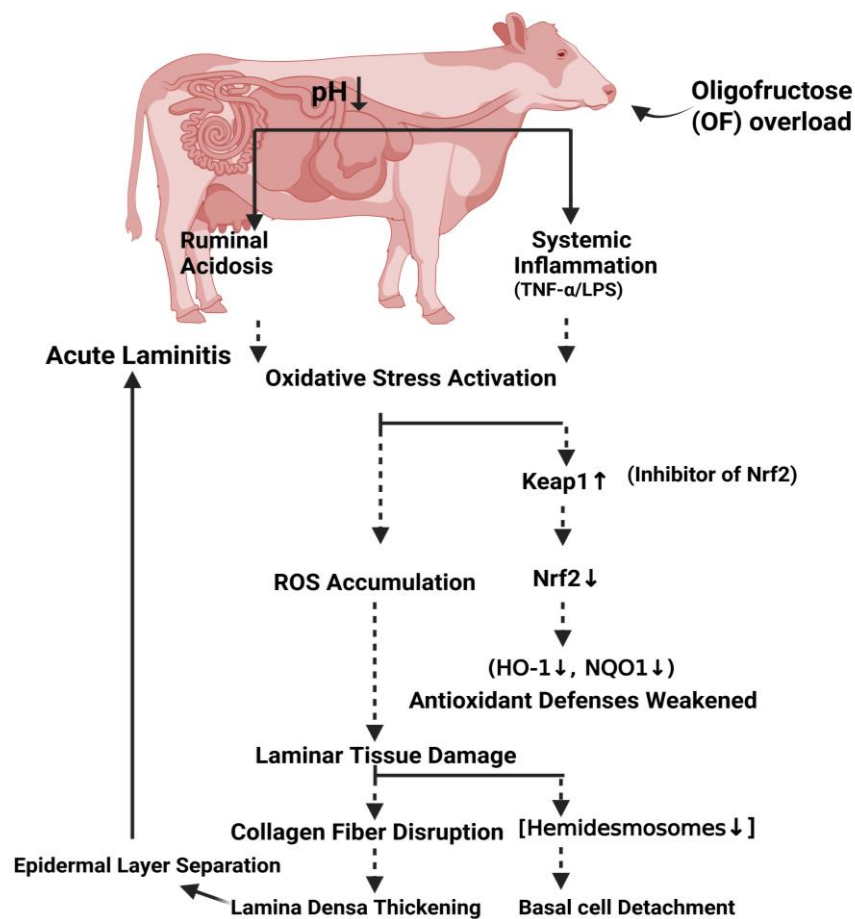 pH↓
Oligofructose
(OF) overload
Ruminal
Acidosis
Systemic
Inflammation
(TNF-α/LPS)
Acute Laminitis
Oxidative Stress Activation
Keap1↑ (Inhibitor of Nrf2)
ROS Accumulation
Nrf2↓
(HO-1↓, NQO1↓)
Antioxidant Defenses Weakened
Laminar Tissue Damage
Collagen Fiber Disruption
[Hemidesmosomes↓]
Epidermal Layer Separation
Lamina Densa Thickening
Basal cell Detachment